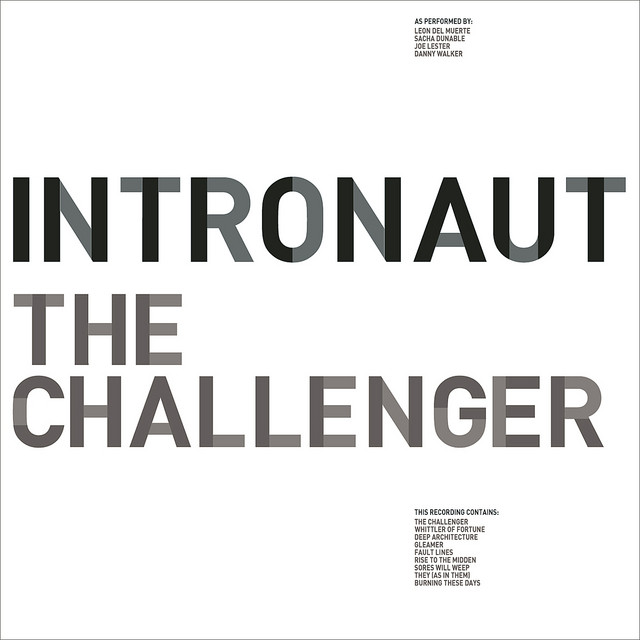 AS PERFORMED BY:
LEON DEL MUERTE
SACHA DUNABLE
JOE LESTER
DANNY WALKER
INTRONAUT
THE
CHALLENGER
THIS RECORDING CONTAINS:
THE CHALLENGER
WHITTLER OF FORTUNE
DEEP ARCHITECTURE
GLEAMER
FAULT LINES
RISE TO THE MIDDEN
SORES WILL WEEP
THEY (AS IN THEM)
BURNING THESE DAYS